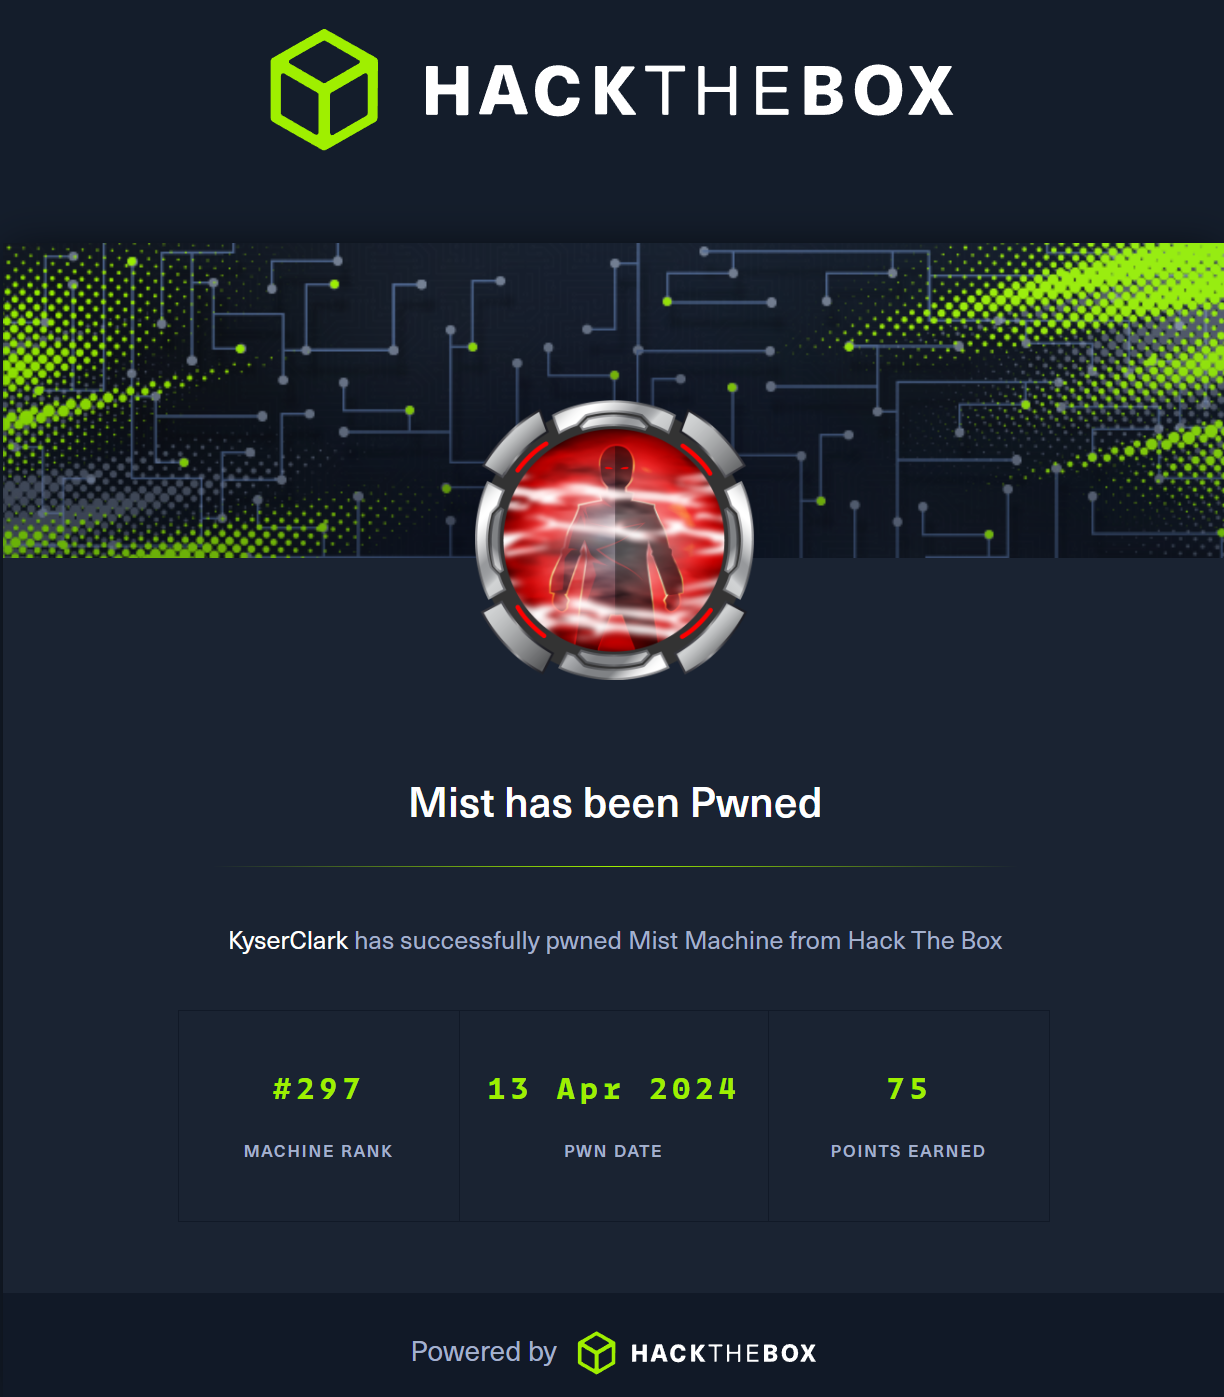 HACKTHEBOX
Mist has been Pwned
KyserClark has successfully pwned Mist Machine from Hack The Box
#297 13 Apr 2024 75
MACHINE RANK PWN DATE POINTS EARNED
Powered by HACKTHEBOX